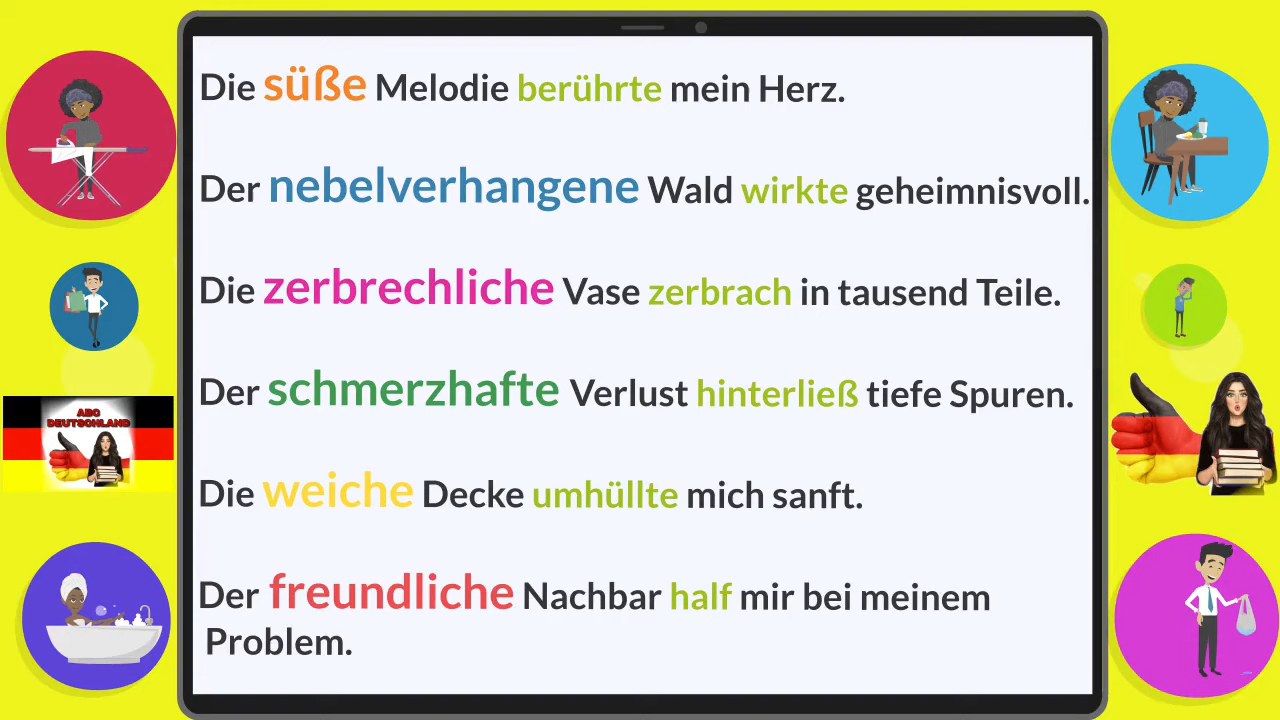 Die süße Melodie berührte mein Herz.
Der nebelverhangene Wald wirkte geheimnisvoll.
Die zerbrechliche Vase zerbrach in tausend Teile.
Der schmerzhafte Verlust hinterließ tiefe Spuren.
ABC
DEUTSCHLAND
Die weiche Decke umhüllte mich sanft.
Der freundliche Nachbar half mir bei meinem
Problem.